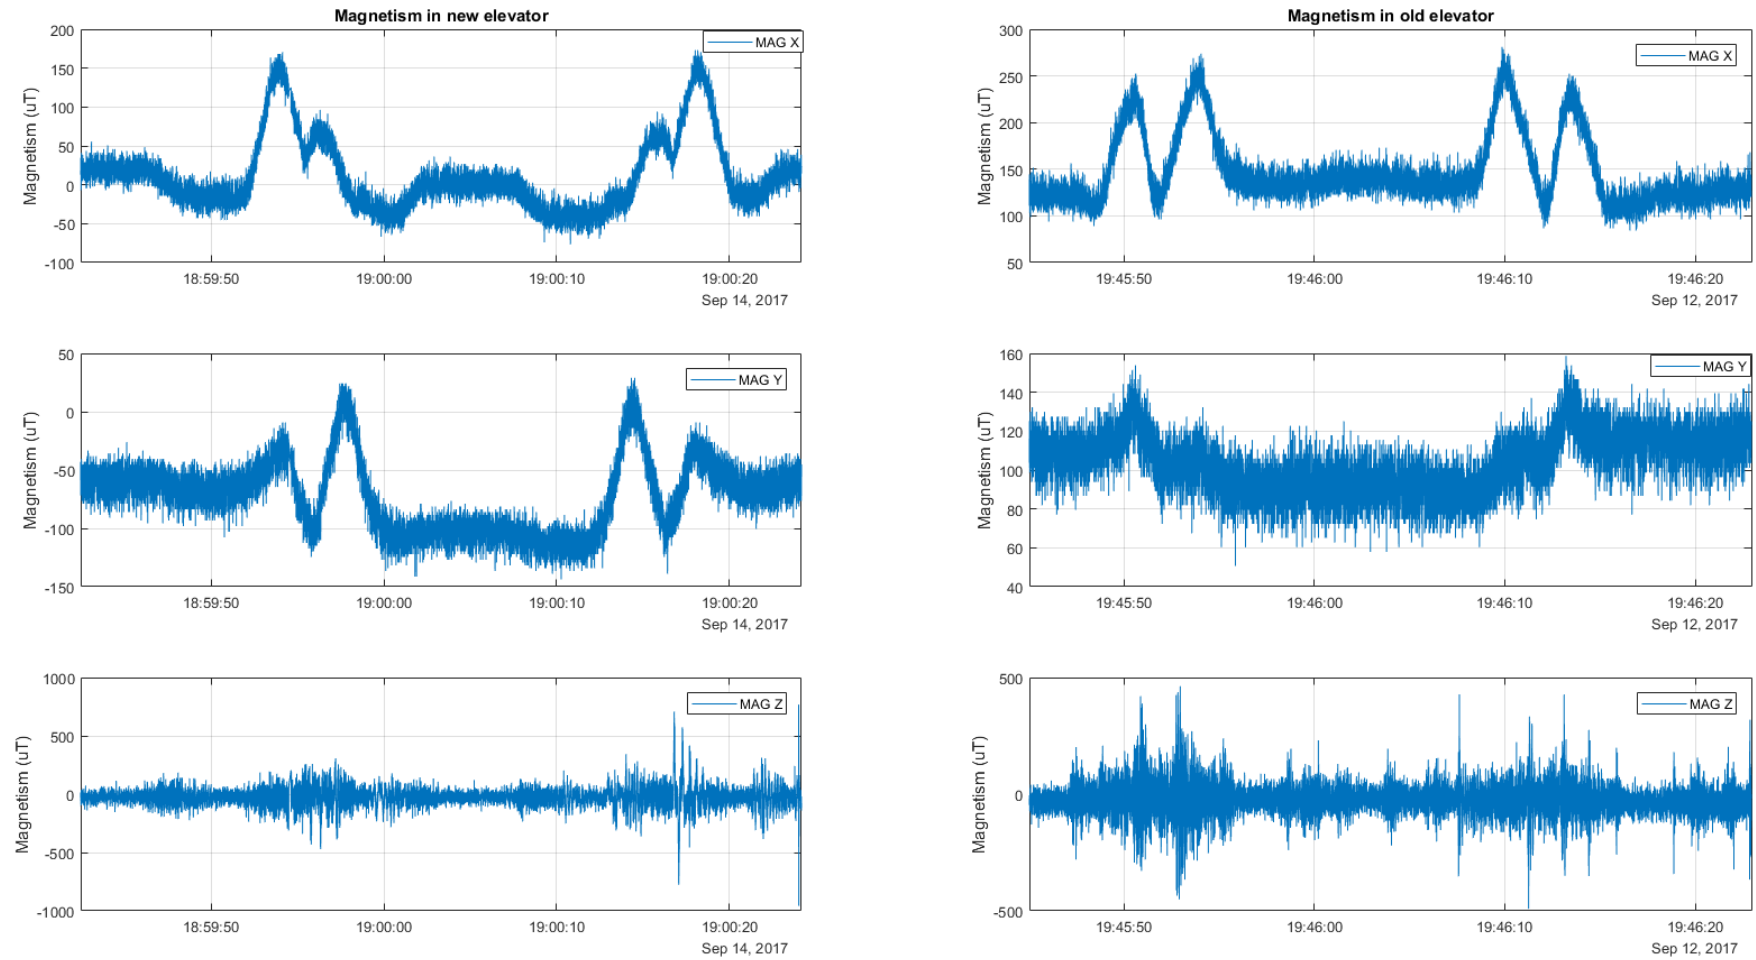 Magnetism in new elevator
200
150
100
50
0
-50
-100
Magnetism (uT)
MAG X
18:59:50 19:00:00 19:00:10 19:00:20
Sep 14, 2017
50
0
-50
-100
-150
Magnetism (uT)
MAG Y
18:59:50 19:00:00 19:00:10 19:00:20
Sep 14, 2017
1000
500
0
-500
-1000
Magnetism (uT)
MAG Z
18:59:50 19:00:00 19:00:10 19:00:20
Sep 14, 2017
Magnetism in old elevator
300
250
200
150
100
50
Magnetism (uT)
MAG X
19:45:50 19:46:00 19:46:10 19:46:20
Sep 12, 2017
160
140
120
100
80
60
40
Magnetism (uT)
MAG Y
19:45:50 19:46:00 19:46:10 19:46:20
Sep 12, 2017
500
0
-500
Magnetism (uT)
MAG Z
19:45:50 19:46:00 19:46:10 19:46:20
Sep 12, 2017